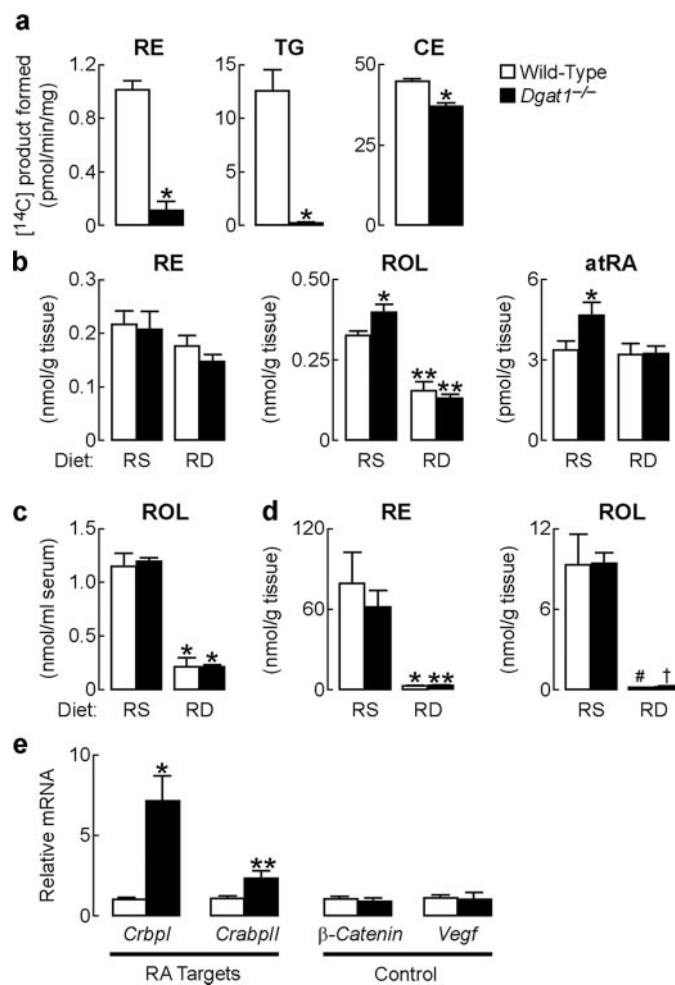 a
RE TG CE
Wild-Type
Dgat1−/−
[14C] product formed
(pmol/min/mg)
1.2
0.8
0.4
0
15
10
5
0
50
25
0
*
*
*
b
RE ROL atRA
(nmol/g tissue)
0.3
0.2
0.1
0
(nmol/g tissue)
0.50
0.25
0
(pmol/g tissue)
6
3
0
*
** **
*
Diet: RS RD RS RD RS RD
c
ROL
(nmol/ml serum)
1.5
1.0
0.5
0
* *
Diet: RS RD
d
RE ROL
(nmol/g tissue)
120
60
0
* **
RS RD
(nmol/g tissue)
12
6
0
# †
RS RD
e
Relative mRNA
10
5
0
*
**
CrbpI CrabpII β-Catenin Vegf
RA Targets Control